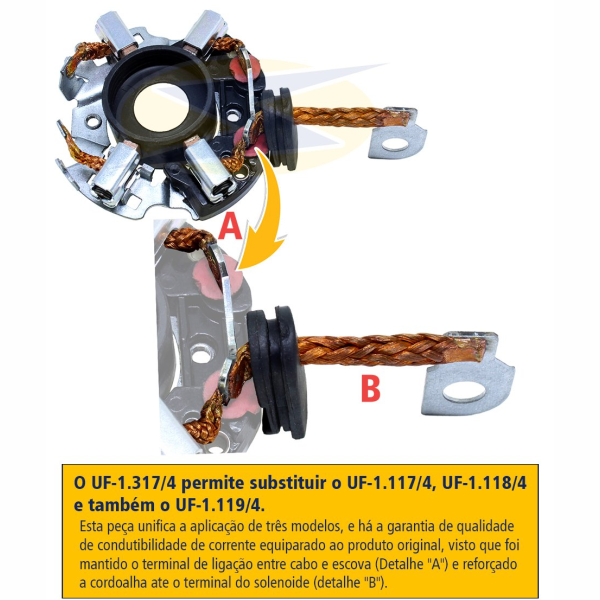 A
B
O UF-1.317/4 permite substituir o UF-1.117/4, UF-1.118/4
e também o UF-1.119/4.
Esta peça unifica a aplicação de três modelos, e há a garantia de qualidade
de condutibilidade de corrente equiparado ao produto original, visto que foi
mantido o terminal de ligação entre cabo e escova (Detalhe "A") e reforçado
a cordoalha ate o terminal do solenoide (detalhe "B").